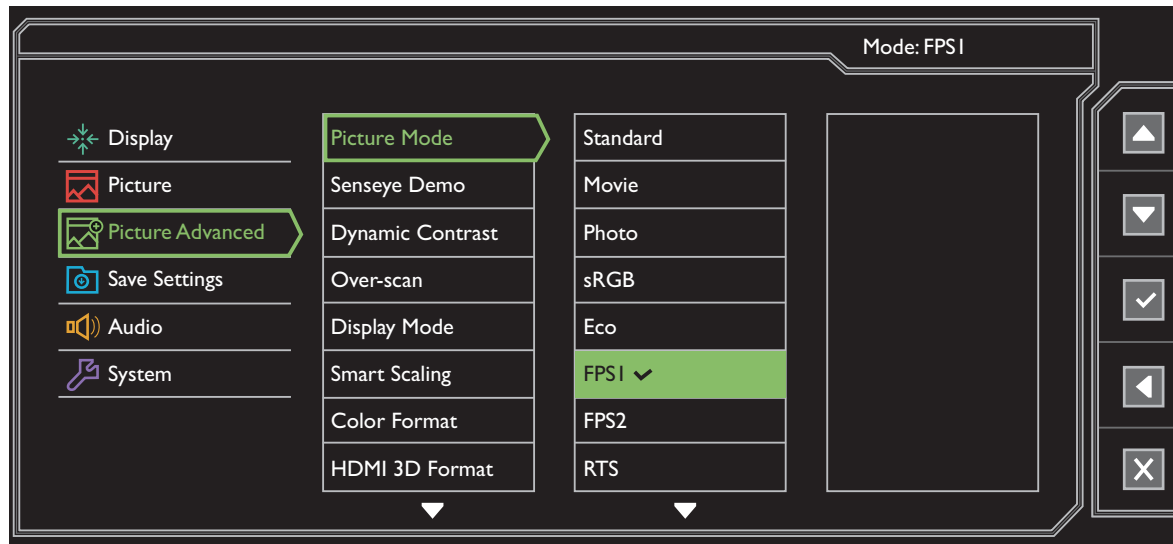 Mode: FPS1
Display
Picture
Picture Advanced
Save Settings
Audio
System
Picture Mode
Senseye Demo
Dynamic Contrast
Over-scan
Display Mode
Smart Scaling
Color Format
HDMI 3D Format
Standard
Movie
Photo
sRGB
Eco
FPS1
FPS2
RTS